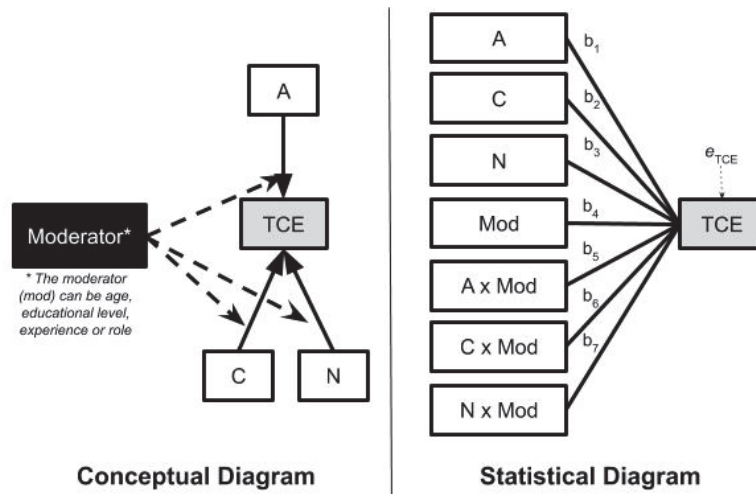 A
TCE
Moderator*
* The moderator
(mod) can be age,
educational level,
experience or role
C
N
Conceptual Diagram
A
C
N
Mod
A x Mod
C x Mod
N x Mod
b1
b2
b3
b4
b5
b6
b7
eTCE
TCE
Statistical Diagram